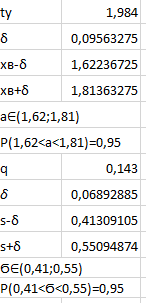 tу 1,984
δ 0,09563275
xв-δ 1,62236725
xв+δ 1,81363275
a∈(1,62;1,81)
P(1,62<a<1,81)=0,95
q 0,143
δ 0,06892885
s-δ 0,41309105
s+δ 0,55094874
Ϭ∈(0,41;0,55)
P(0,41<Ϭ<0,55)=0,95